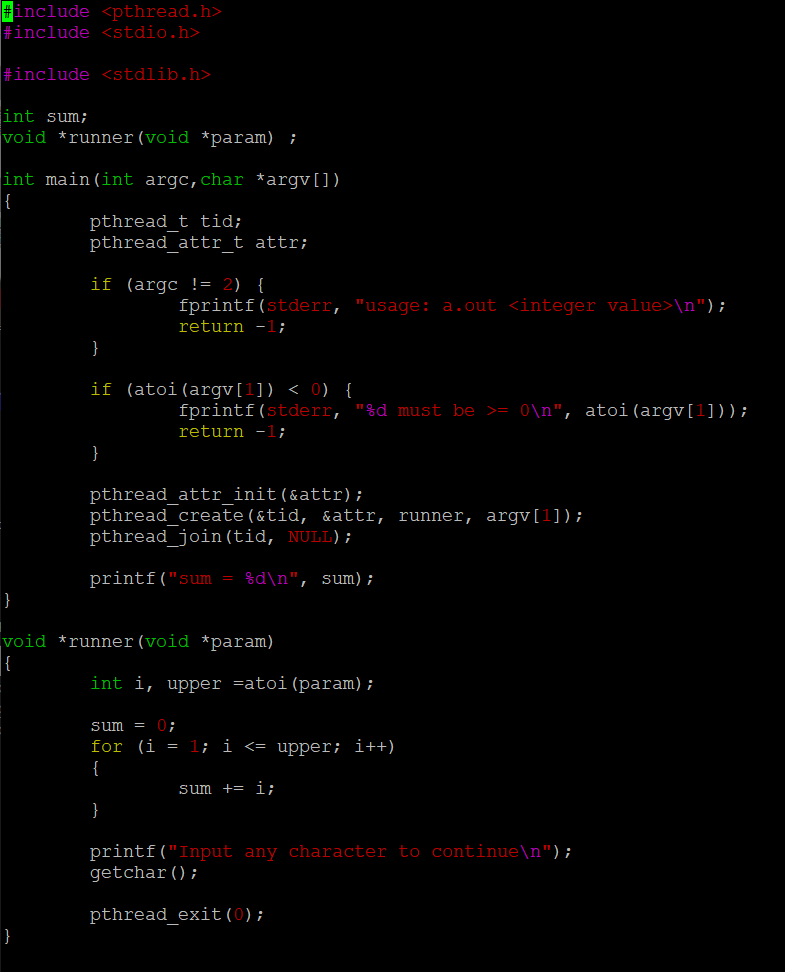 #include <pthread.h>
#include <stdio.h>
#include <stdlib.h>
int sum;
void *runner(void *param) ;
int main(int argc,char *argv[])
{
pthread_t tid;
pthread_attr_t attr;
if (argc != 2) {
fprintf(stderr, "usage: a.out <integer value>\n");
return -1;
}
if (atoi(argv[1]) < 0) {
fprintf(stderr, "%d must be >= 0\n", atoi(argv[1]));
return -1;
}
pthread_attr_init(&attr);
pthread_create(&tid, &attr, runner, argv[1]);
pthread_join(tid, NULL);
printf("sum = %d\n", sum);
}
void *runner(void *param)
{
int i, upper =atoi(param);
sum = 0;
for (i = 1; i <= upper; i++)
{
sum += i;
}
printf("Input any character to continue\n");
getchar();
pthread_exit(0);
}